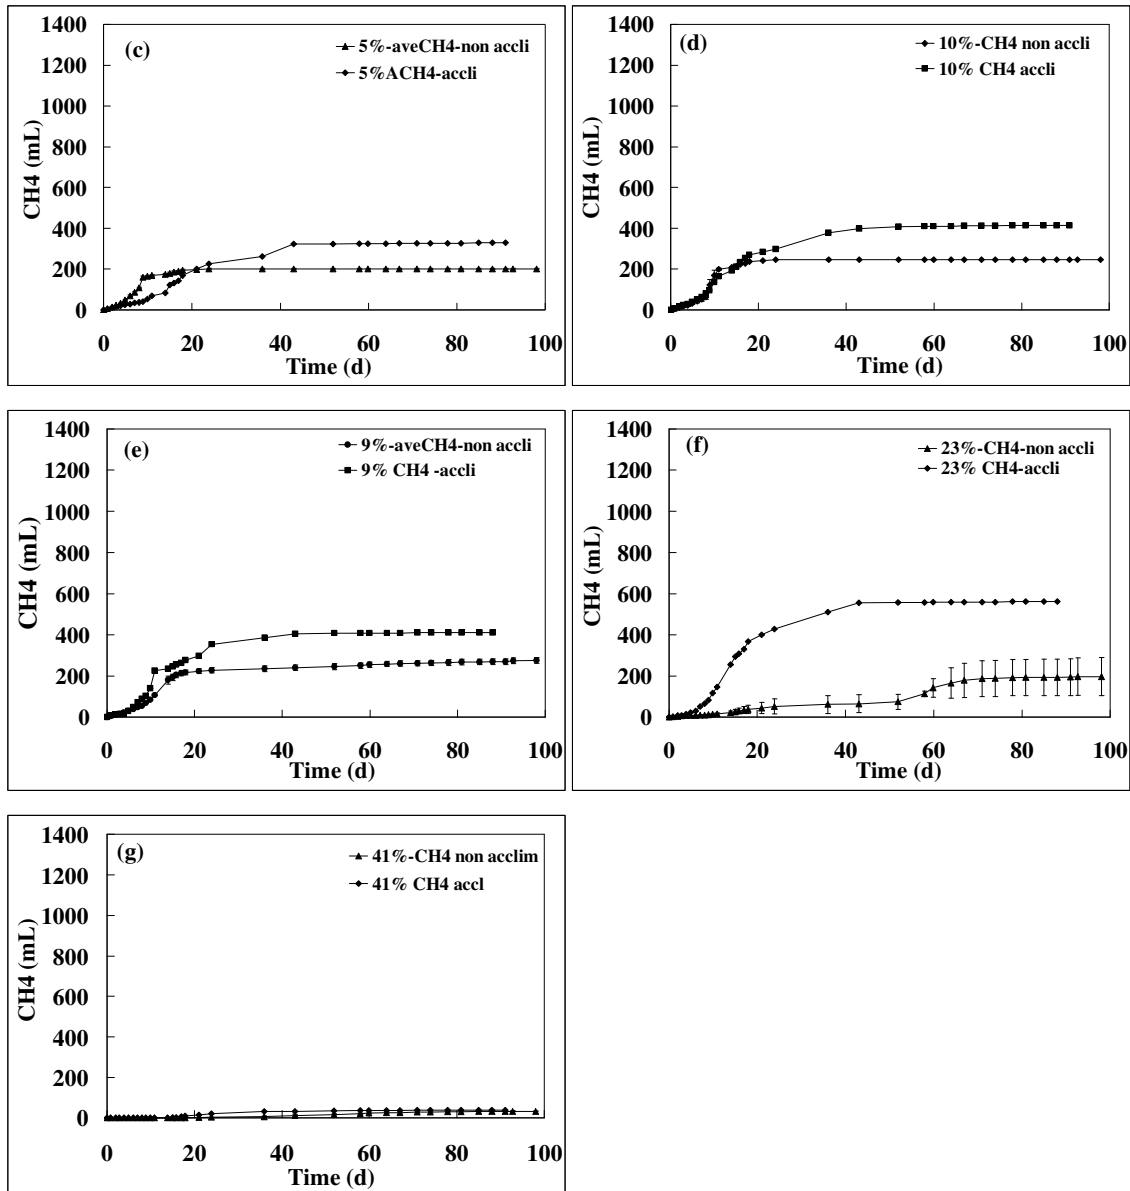 (c)
5%-aveCH4-non accli
5%ACH4-accli
CH4 (mL)
1400
1200
1000
800
600
400
200
0
0 20 40 60 80 100
Time (d)
(d)
10%-CH4 non accli
10% CH4 accli
CH4 (mL)
1400
1200
1000
800
600
400
200
0
0 20 40 60 80 100
Time (d)
(e)
9%-aveCH4-non accli
9% CH4 -accli
CH4 (mL)
1400
1200
1000
800
600
400
200
0
0 20 40 60 80 100
Time (d)
(f)
23%-CH4-non accli
23% CH4-accli
CH4 (mL)
1400
1200
1000
800
600
400
200
0
0 20 40 60 80 100
Time (d)
(g)
41%-CH4 non acclim
41% CH4 accl
CH4 (mL)
1400
1200
1000
800
600
400
200
0
0 20 40 60 80 100
Time (d)